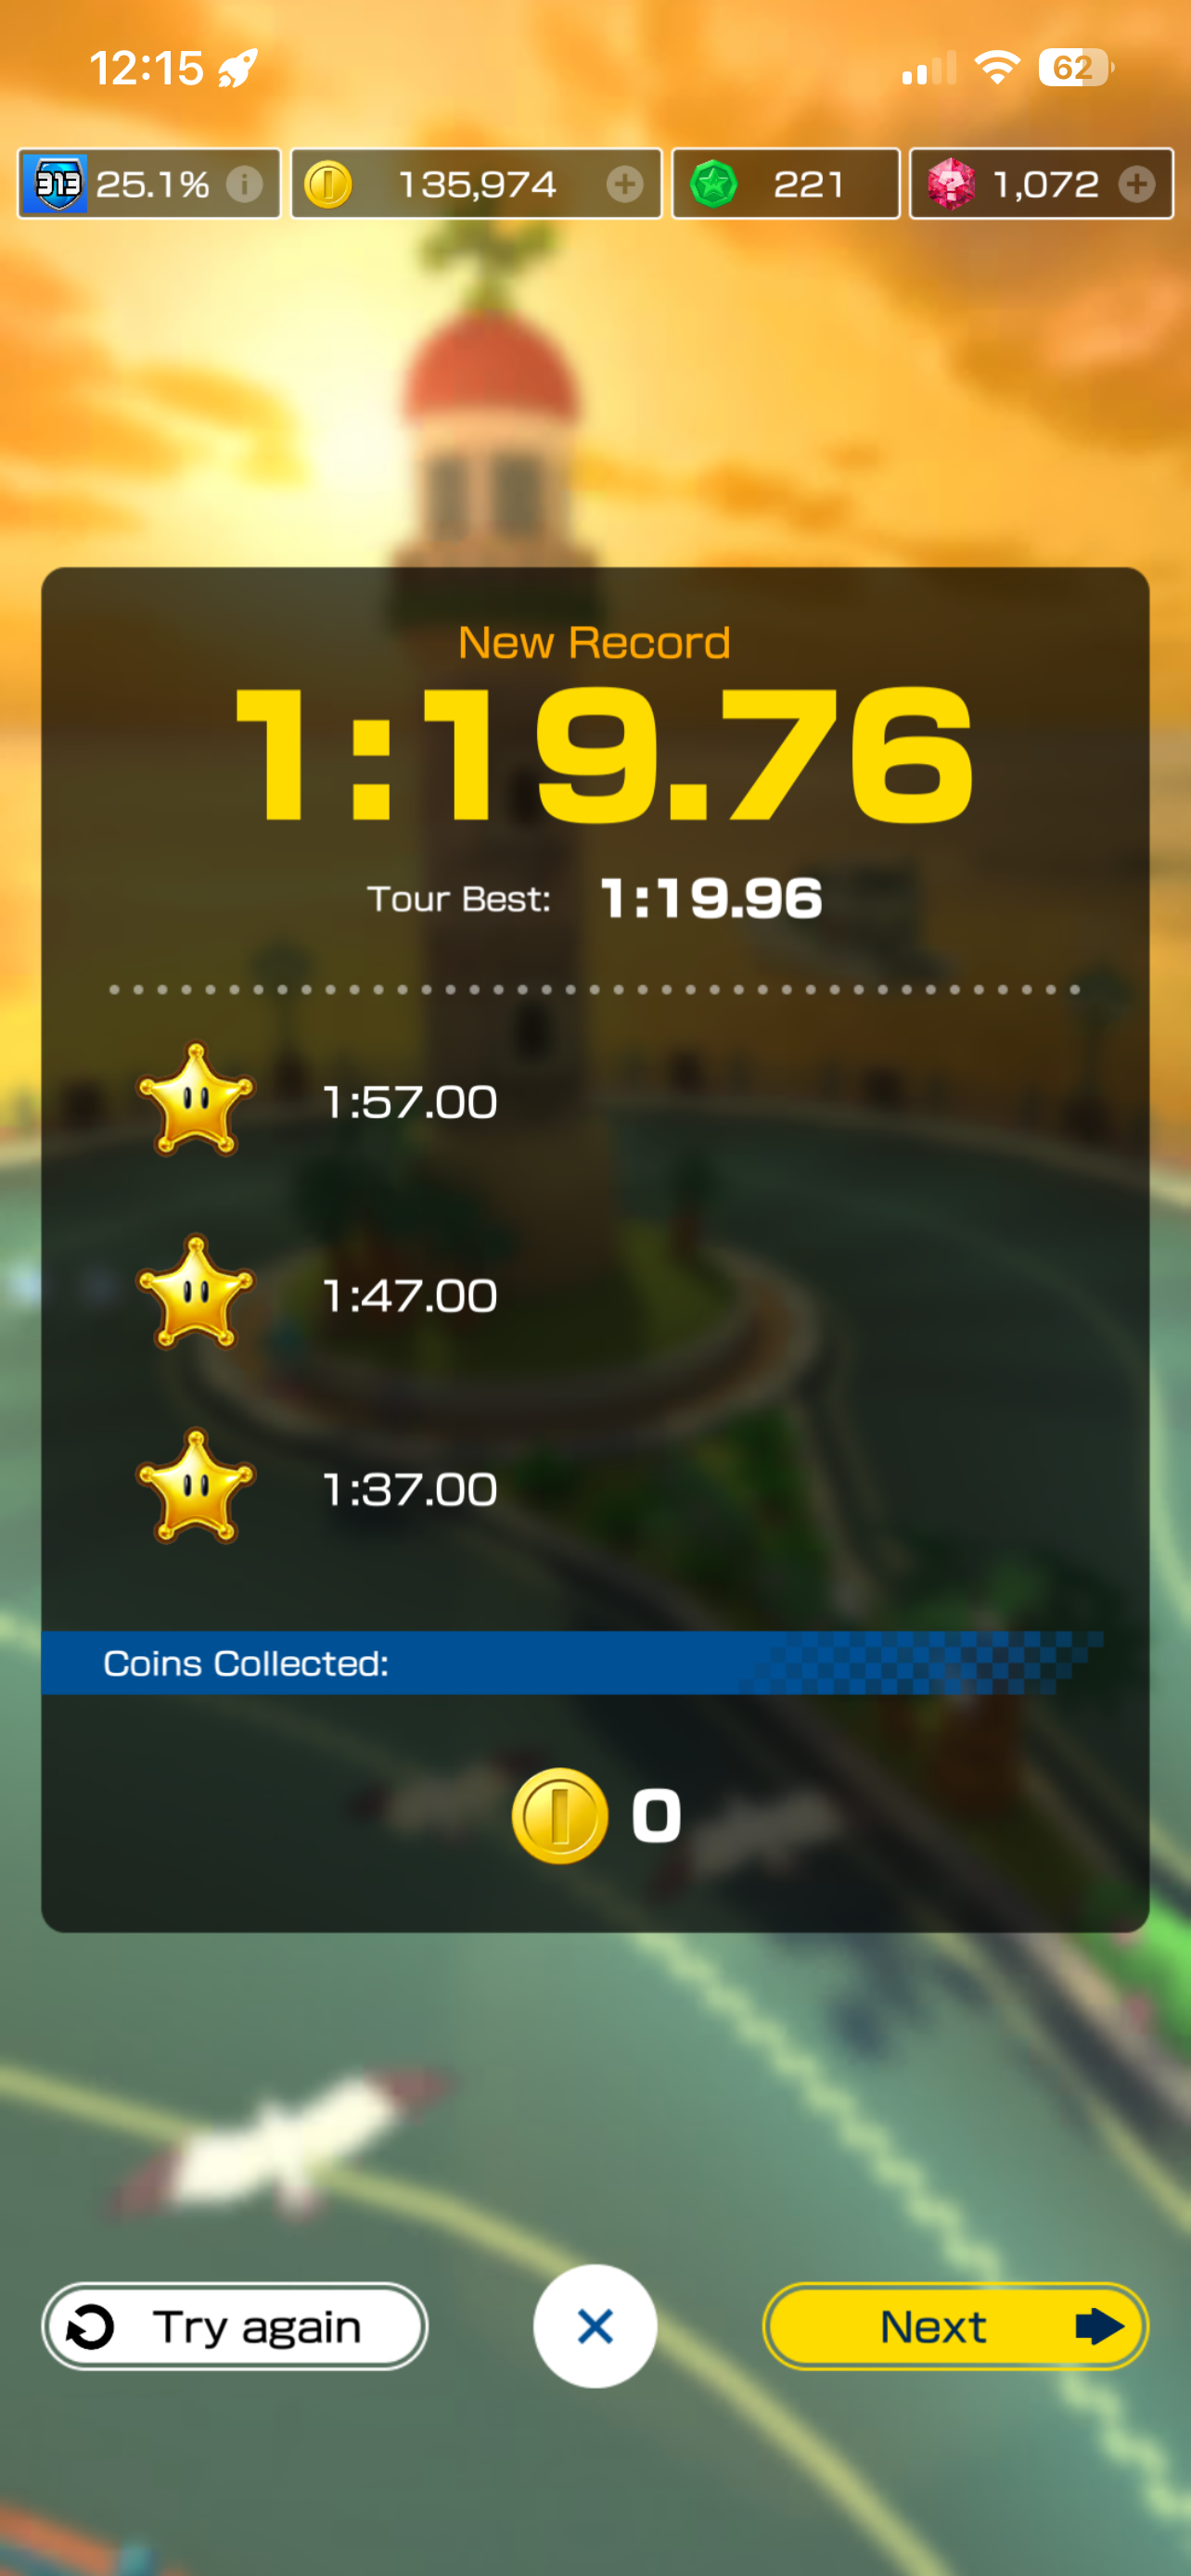 12:15 62
313 25.1% i 135,974 + 221 ? 1,072 +
New Record
1:19.76
Tour Best: 1:19.96
1:57.00
1:47.00
1:37.00
Coins Collected:
0
Try again × Next